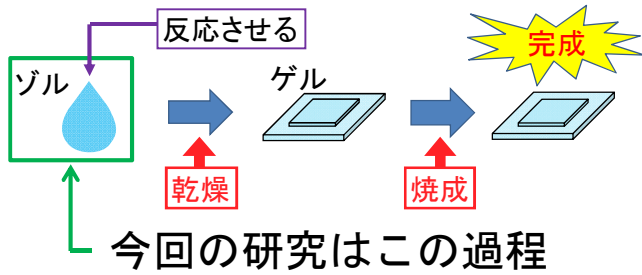 反応させる
完成
ゾル
ゲル
乾燥
焼成
今回の研究はこの過程